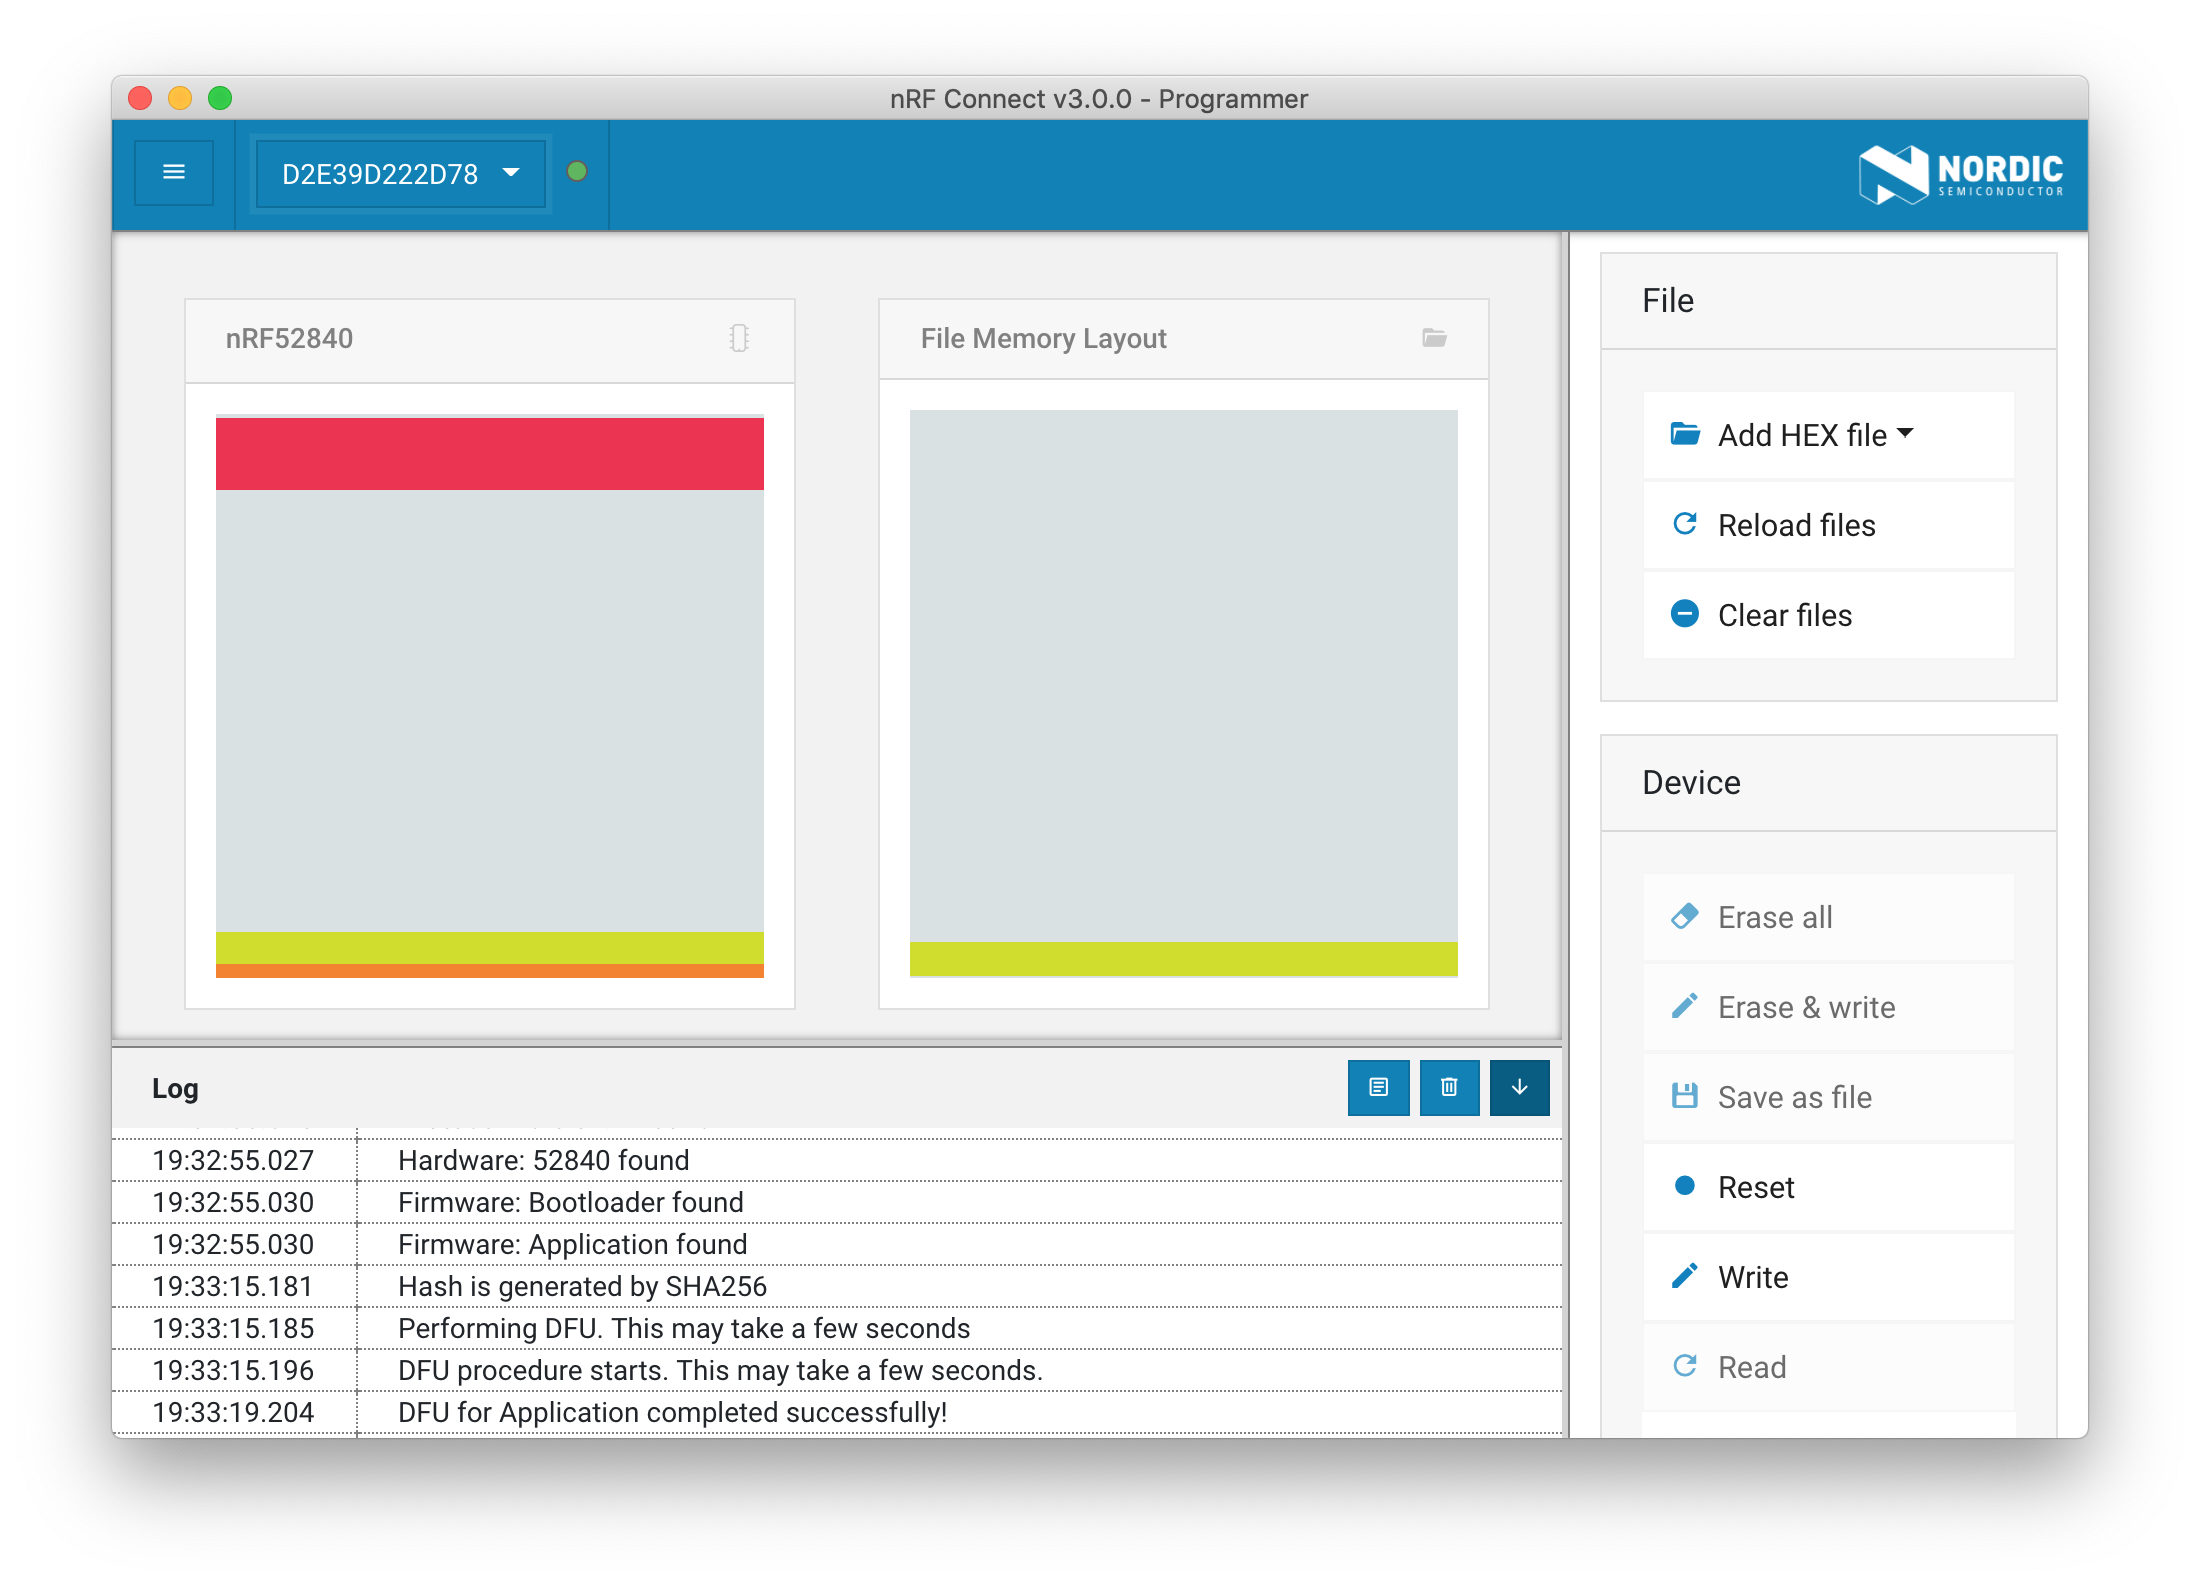 nRF Connect v3.0.0 - Programmer
D2E39D222D78
NORDIC
SEMICONDUCTOR
nRF52840
File Memory Layout
File
Add HEX file
Reload files
Clear files
Device
Erase all
Erase & write
Save as file
Reset
Write
Read
Log
19:32:55.027 Hardware: 52840 found
19:32:55.030 Firmware: Bootloader found
19:32:55.030 Firmware: Application found
19:33:15.181 Hash is generated by SHA256
19:33:15.185 Performing DFU. This may take a few seconds
19:33:15.196 DFU procedure starts. This may take a few seconds.
19:33:19.204 DFU for Application completed successfully!